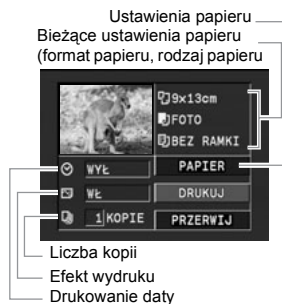 Ustawienia papieru
Bieżące ustawienia papieru
(format papieru, rodzaj papieru
9x13cm
FOTO
BEZ RAMKI
WYŁ
PAPIER
WŁ
DRUKUJ
1 KOPIE
PRZERWIJ
Liczba kopii
Efekt wydruku
Drukowanie daty